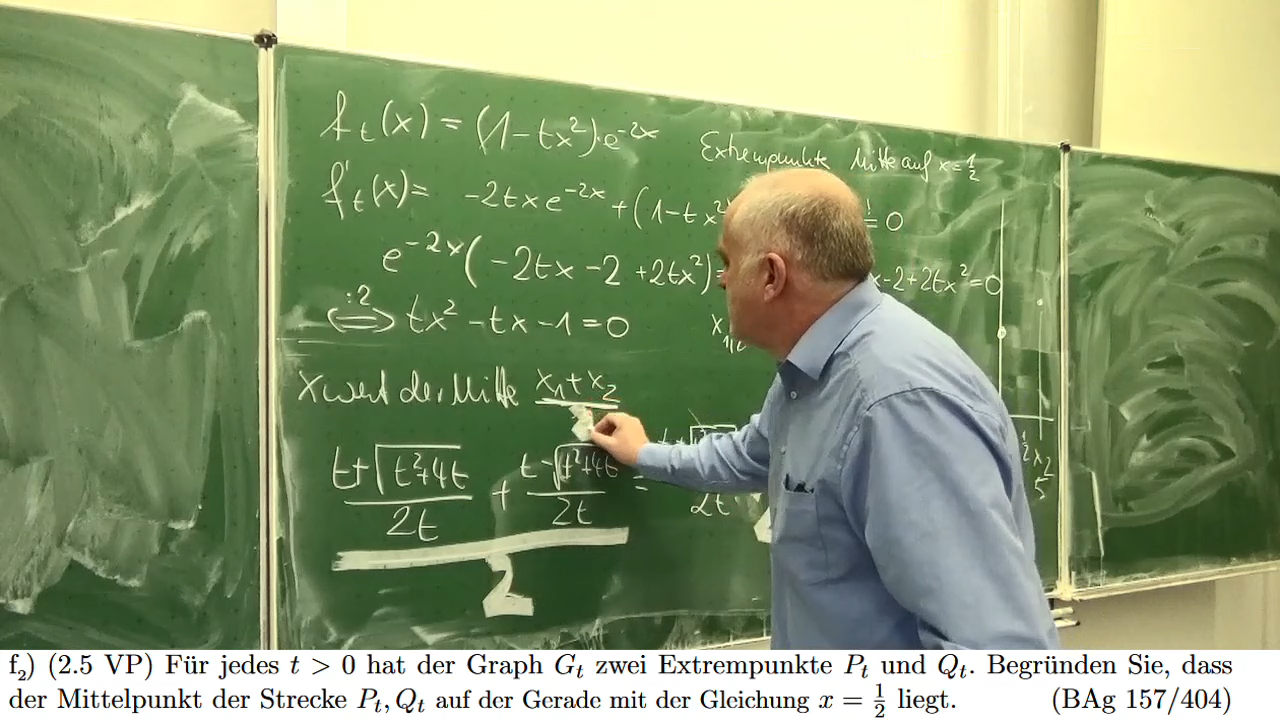 f_t(x) = (1-tx²)·e^{-2x}
Extrempunkte Mitte auf x = 1/2
f'_t(x) = -2txe^{-2x} + (1-tx² ! = 0
e^{-2x}(-2tx -2 +2tx²)= x-2+2tx²=0
:2
⟺ tx² -tx -1 = 0
x wert der Mitte x₁+x₂
t+√t²+4t / 2t + t-√t²+4t / 2t =
2t
2
f₂) (2.5 VP) Für jedes t > 0 hat der Graph G_t zwei Extrempunkte P_t und Q_t. Begründen Sie, dass
der Mittelpunkt der Strecke P_t, Q_t auf der Gerade mit der Gleichung x = 1/2 liegt. (BAg 157/404)